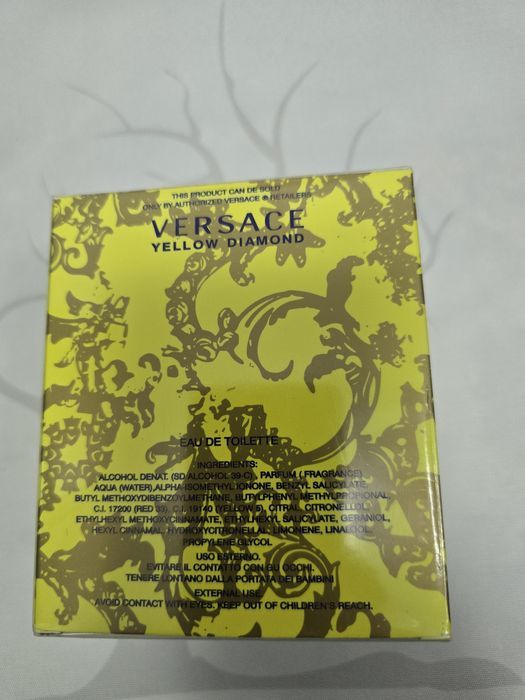 THIS PRODUCT CAN BE SOLD
ONLY BY AUTHORIZED VERSACE ® RETAILERS
VERSACE
YELLOW DIAMOND
EAU DE TOILETTE
INGREDIENTS:
ALCOHOL DENAT. (SD ALCOHOL 39-C), PARFUM ( FRAGRANCE)
AQUA (WATER),ALPHA-ISOMETHYL IONONE, BENZYL SALICYLATE,
BUTYL METHOXYDIBENZOYLMETHANE, BUTYLPHENYL METHYLPROPIONAL,
C.I. 17200 (RED 33), C.I. 19140 (YELLOW 5), CITRAL, CITRONELLOL,
ETHYLHEXYL METHOXYCINNAMATE, ETHYLHEXYL SALICYLATE, GERANIOL,
HEXYL CINNAMAL, HYDROXYCITRONELLAL, LIMONENE, LINALOOL,
PROPYLENE GLYCOL
USO ESTERNO.
EVITARE IL CONTATTO CON GU OCCHI.
TENERE LONTANO DALLA PORTATA DEI BAMBINI
EXTERNAL USE.
AVOID CONTACT WITH EYES. KEEP OUT OF CHILDREN'S REACH.